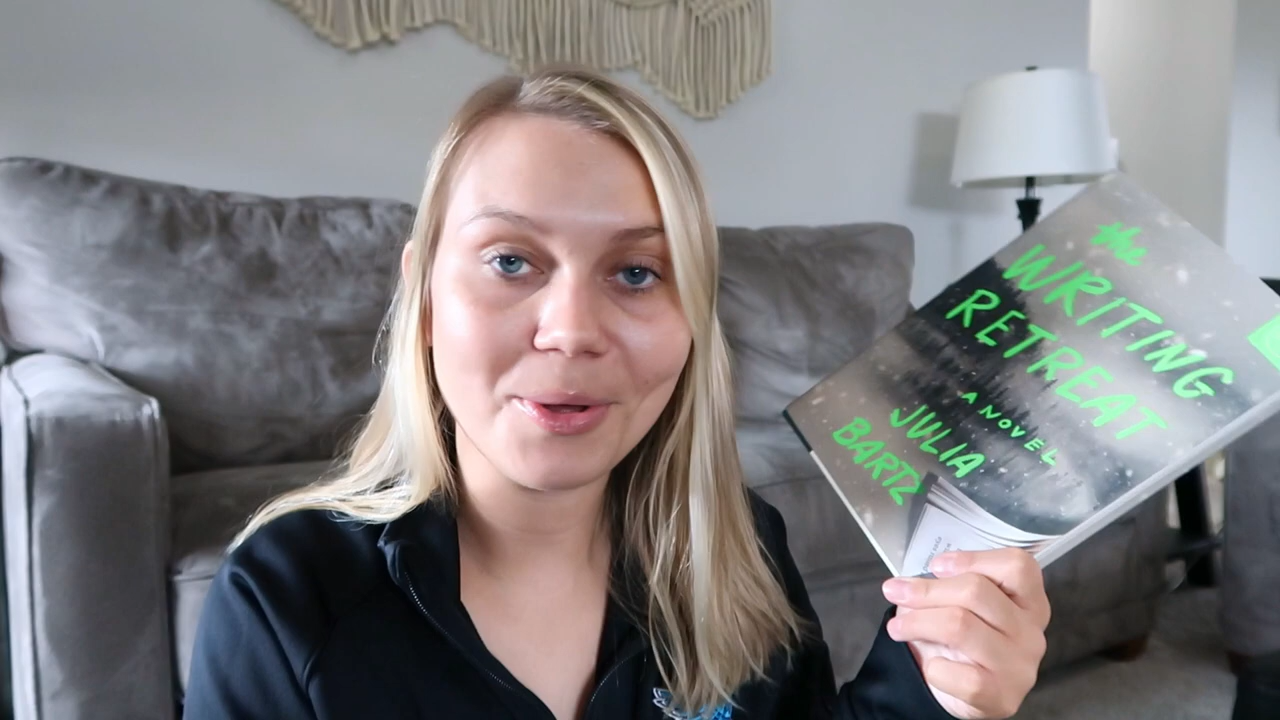 the
WRITING
RETREAT
A NOVEL
JULIA
BARTZ